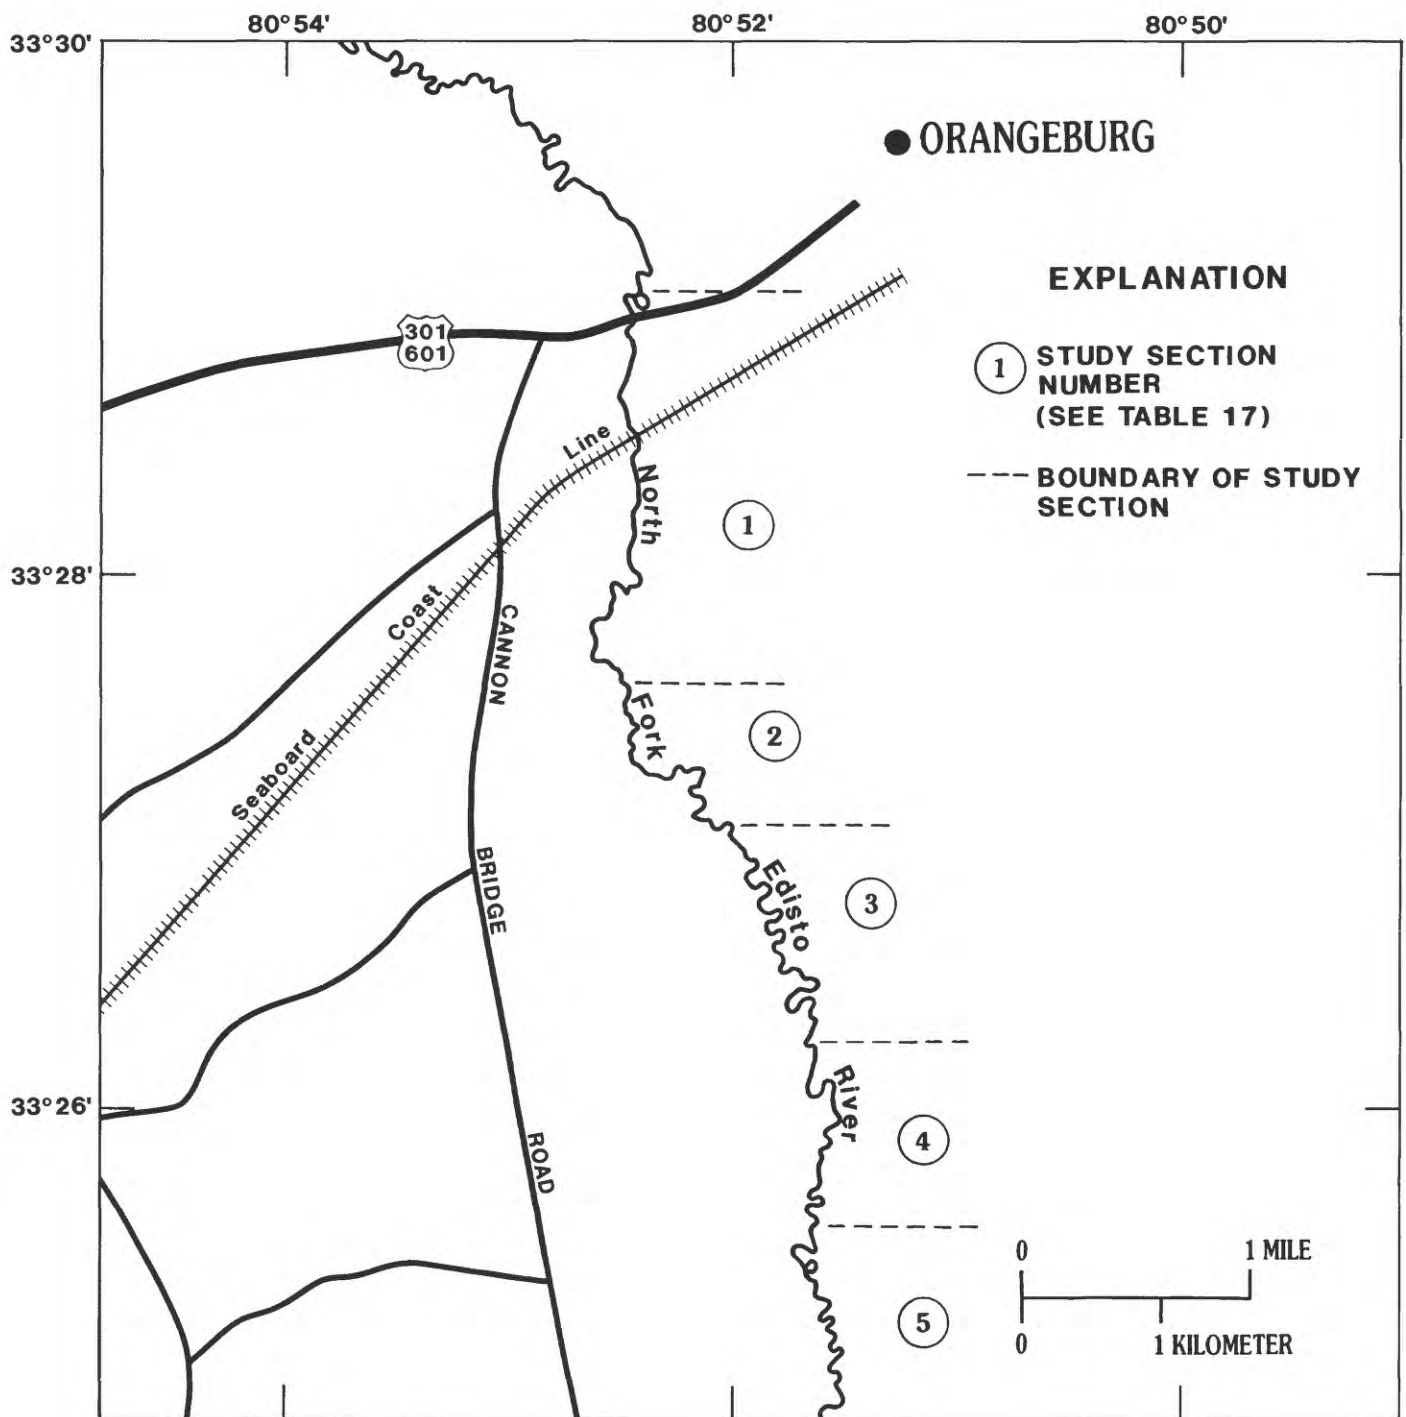 80°54'
80°52'
80°50'
33°30'
ORANGEBURG
EXPLANATION
1 STUDY SECTION
NUMBER
(SEE TABLE 17)
BOUNDARY OF STUDY
SECTION
301
601
Line
North
1
33°28'
Coast
CANNON
Fork
2
Seaboard
BRIDGE
Edisto
3
River
33°26'
4
ROAD
0 1 MILE
5
0 1 KILOMETER